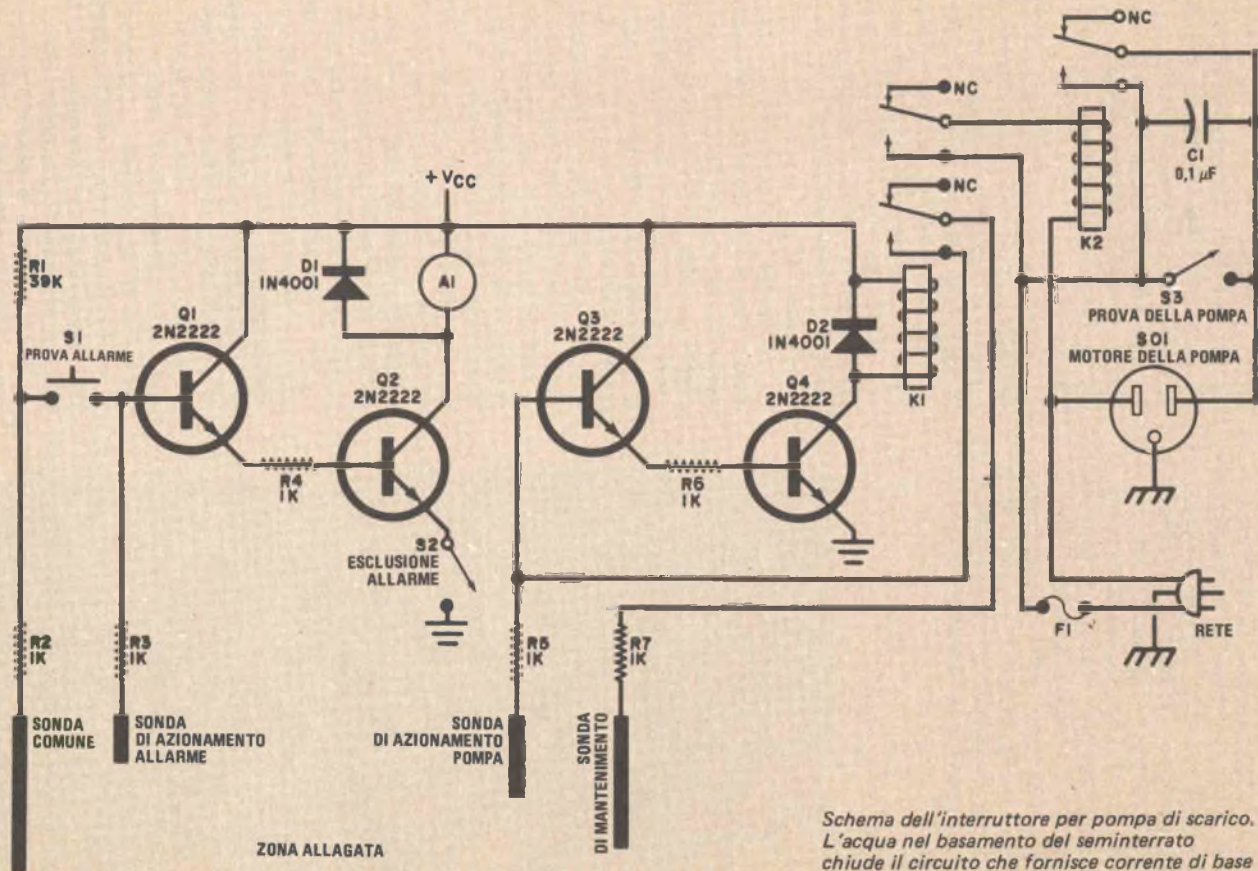 NC
NC
C1
0,1 µF
+ VCC
NC
K2
R1
39K
D1
1N4001
A1
S1
PROVA ALLARME
Q1
2N2222
Q3
2N2222
D2
1N4001
S3
PROVA DELLA POMPA
SO1
MOTORE DELLA POMPA
Q2
2N2222
Q4
2N2222
K1
R4
1K
R6
1K
S2
ESCLUSIONE
ALLARME
F1
RETE
R2
1K
R3
1K
R5
1K
R7
1K
SONDA
COMUNE
SONDA
DI AZIONAMENTO
ALLARME
SONDA
DI AZIONAMENTO
POMPA
SONDA
DI MANTENIMENTO
ZONA ALLAGATA
Schema dell'interruttore per pompa di scarico.
L'acqua nel basamento del seminterrato
chiude il circuito che fornisce corrente di base